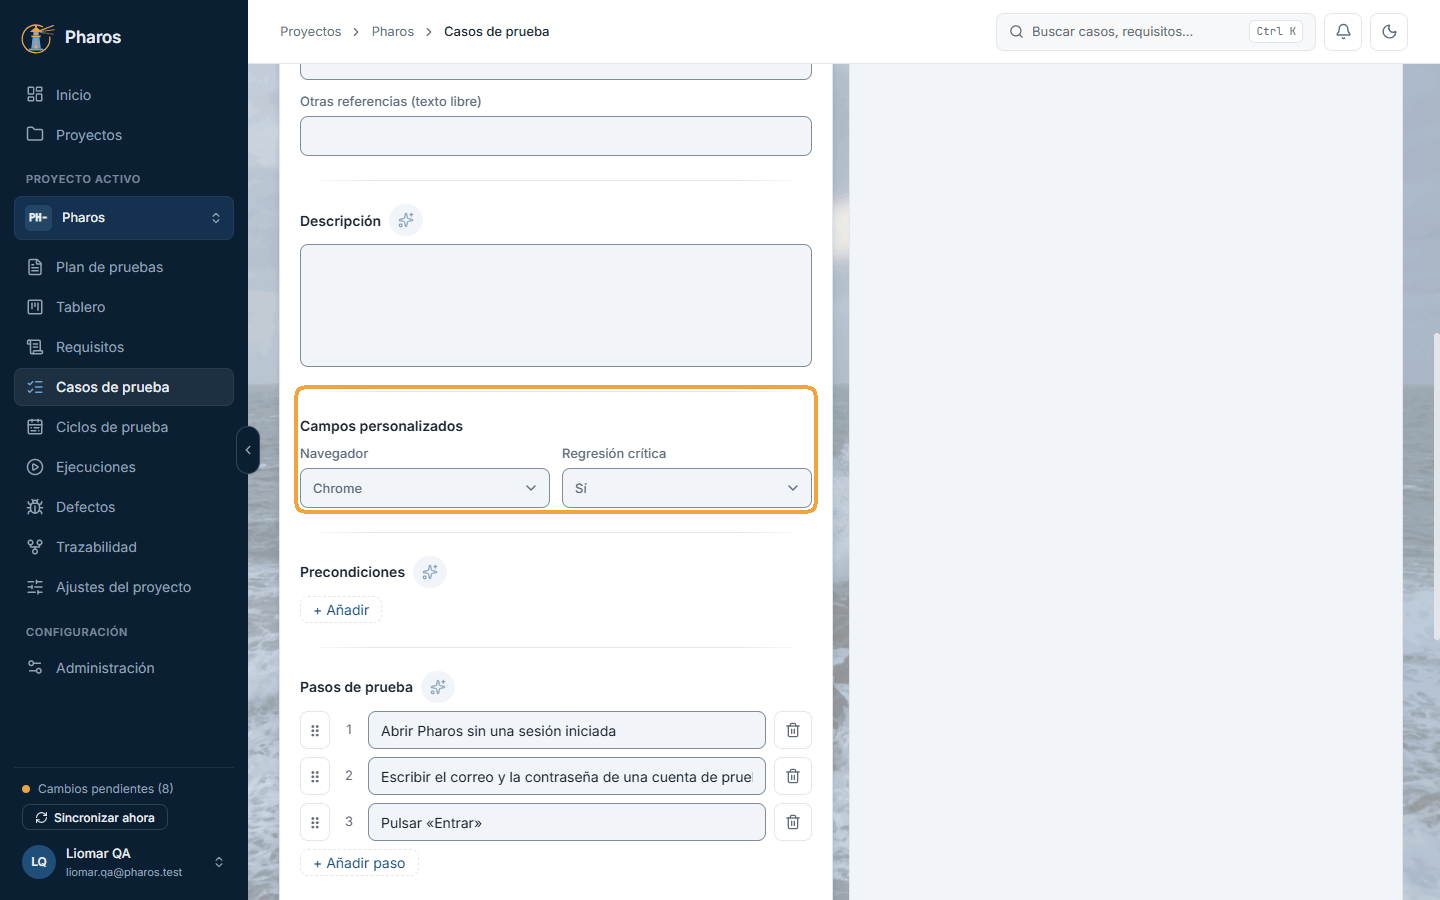 Pharos
Inicio
Proyectos
PROYECTO ACTIVO
PH- Pharos
Plan de pruebas
Tablero
Requisitos
Casos de prueba
Ciclos de prueba
Ejecuciones
Defectos
Trazabilidad
Ajustes del proyecto
CONFIGURACIÓN
Administración
Cambios pendientes (8)
Sincronizar ahora
LQ Liomar QA
liomar.qa@pharos.test
Proyectos > Pharos > Casos de prueba
Buscar casos, requisitos... Ctrl K
Otras referencias (texto libre)
Descripción
Campos personalizados
Navegador Regresión crítica
Chrome Sí
Precondiciones
+ Añadir
Pasos de prueba
1 Abrir Pharos sin una sesión iniciada
2 Escribir el correo y la contraseña de una cuenta de prue
3 Pulsar «Entrar»
+ Añadir paso